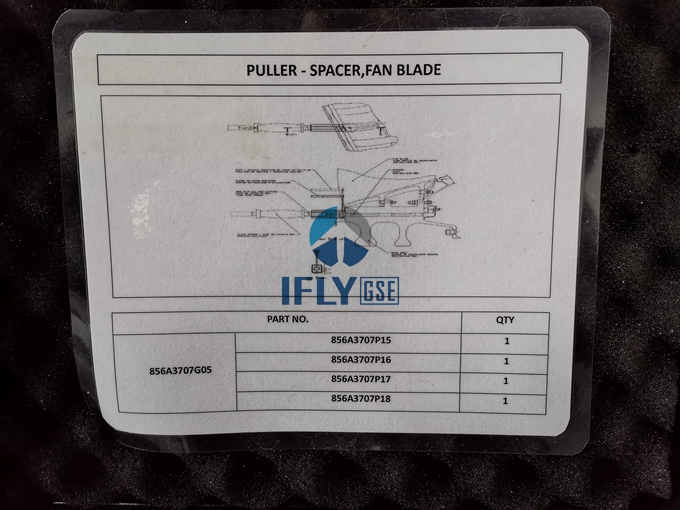 PULLER - SPACER,FAN BLADE
IFLY GSE
PART NO. QTY
856A3707G05
856A3707P15 1
856A3707P16 1
856A3707P17 1
856A3707P18 1